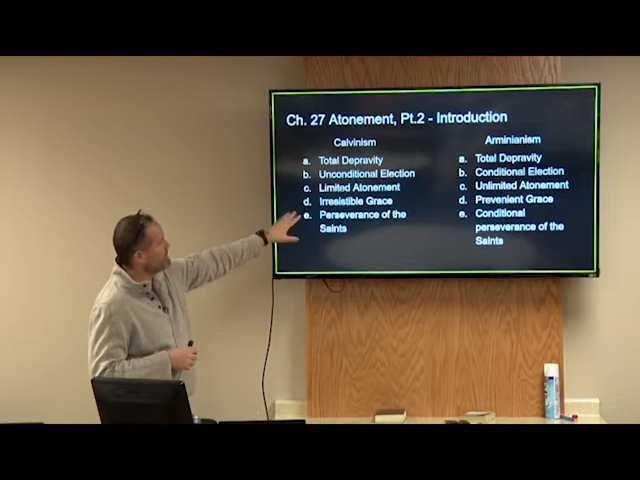 Ch. 27 Atonement, Pt.2 - Introduction
Calvinism
a. Total Depravity
b. Unconditional Election
c. Limited Atonement
d. Irresistible Grace
e. Perseverance of the
Saints
Arminianism
a. Total Depravity
b. Conditional Election
c. Unlimited Atonement
d. Prevenient Grace
e. Conditional
perseverance of the
Saints